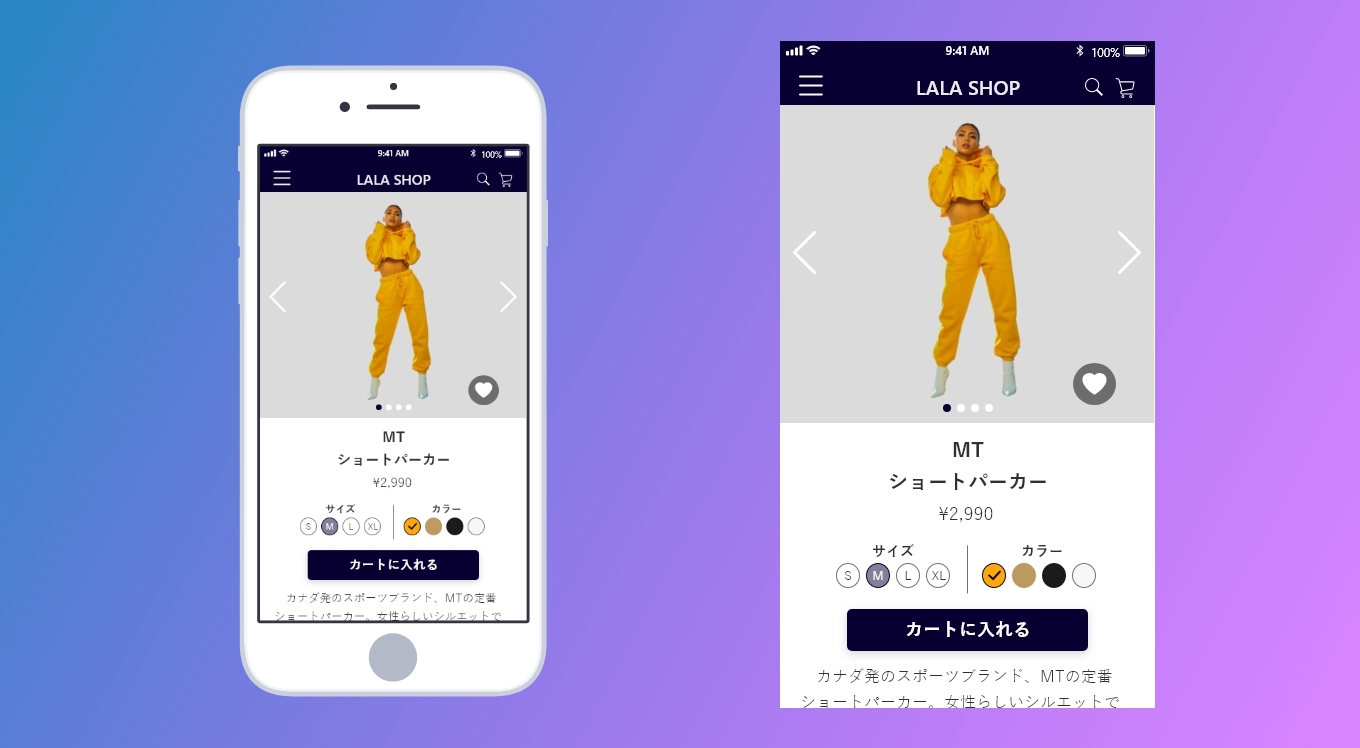 9:41 AM
100%
LALA SHOP
MT
ショートパーカー
¥2,990
サイズ
カラー
S M L XL
カートに入れる
カナダ発のスポーツブランド、MTの定番
ショートパーカー。女性らしいシルエットで
9:41 AM
100%
LALA SHOP
MT
ショートパーカー
¥2,990
サイズ
カラー
S M L XL
カートに入れる
カナダ発のスポーツブランド、MTの定番
ショートパーカー。女性らしいシルエットで